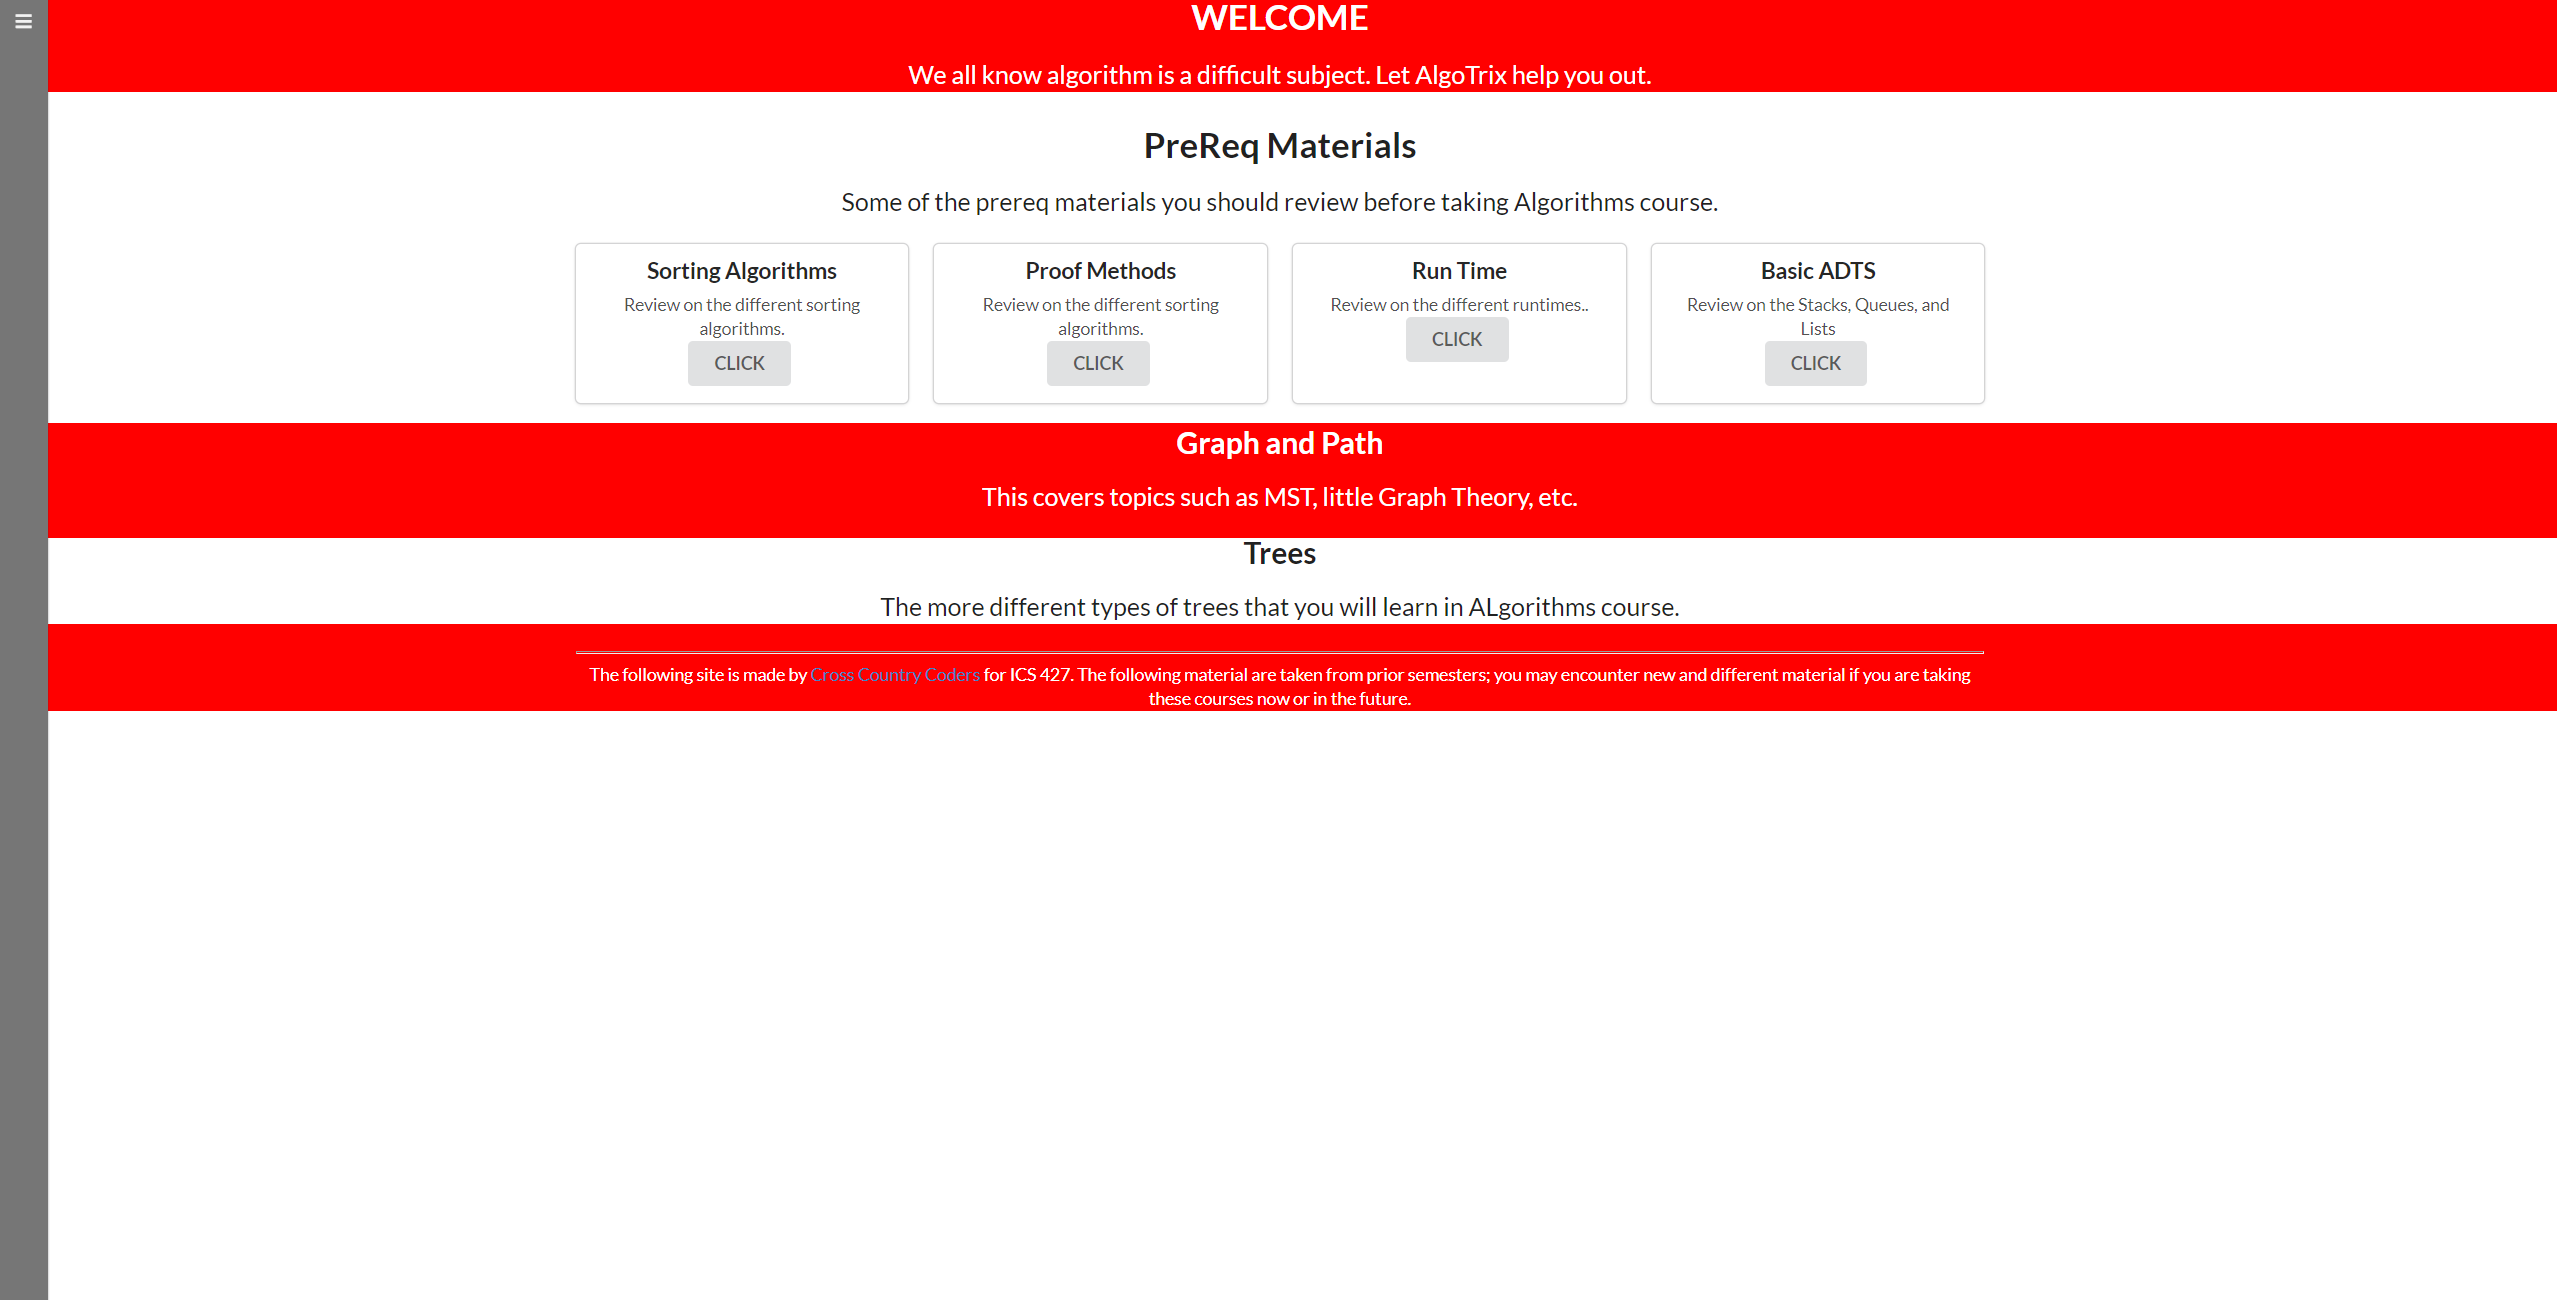 WELCOME
We all know algorithm is a difficult subject. Let AlgoTrix help you out.
PreReq Materials
Some of the prereq materials you should review before taking Algorithms course.
Sorting Algorithms
Review on the different sorting
algorithms.
CLICK
Proof Methods
Review on the different sorting
algorithms.
CLICK
Run Time
Review on the different runtimes..
CLICK
Basic ADTS
Review on the Stacks, Queues, and
Lists
CLICK
Graph and Path
This covers topics such as MST, little Graph Theory, etc.
Trees
The more different types of trees that you will learn in ALgorithms course.
The following site is made by Cross Country Coders for ICS 427. The following material are taken from prior semesters; you may encounter new and different material if you are taking
these courses now or in the future.